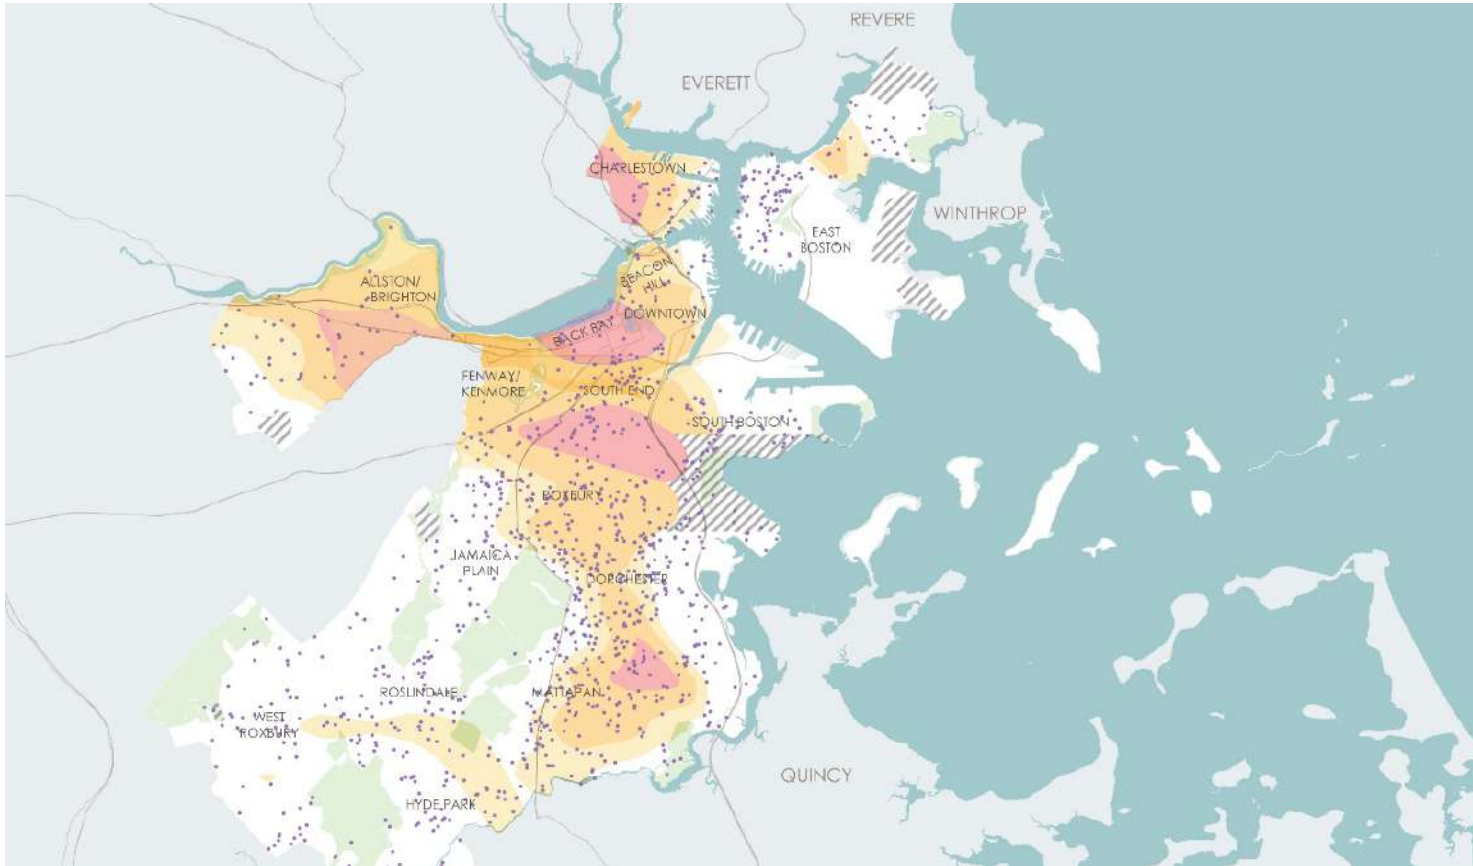 REVERE
EVERETT
CHARLESTOWN
WINTHROP
EAST
BOSTON
ALLSTON/
BRIGHTON
BEACON
HILL
DOWNTOWN
BACK BAY
FENWAY/
KENMORE
SOUTH END
SOUTH BOSTON
ROXBURY
JAMAICA
PLAIN
DORCHESTER
ROSLINDALE
MATTAPAN
WEST
ROXBURY
QUINCY
HYDE PARK